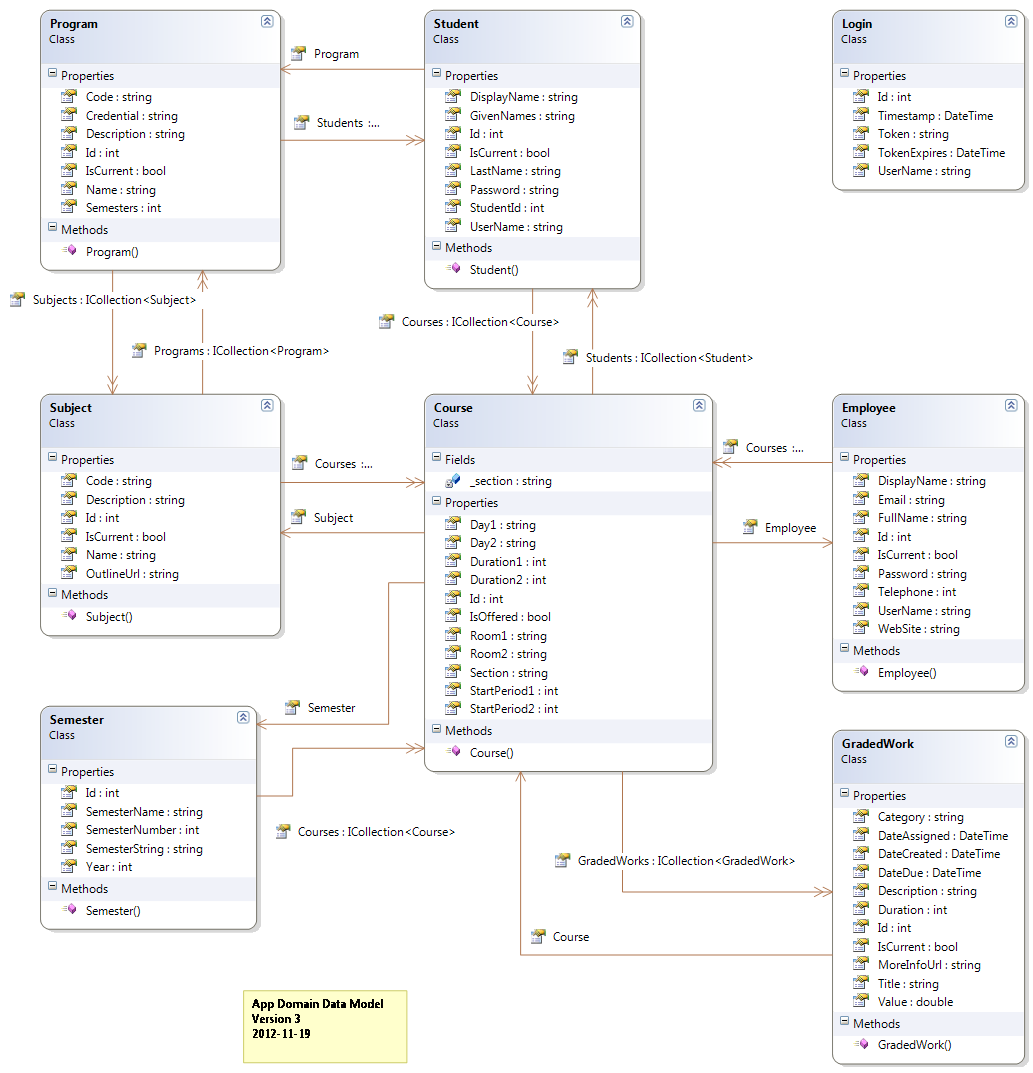 Program
Class
Properties
Code : string
Credential : string
Description : string
Id : int
IsCurrent : bool
Name : string
Semesters : int
Methods
Program()
Program
Students :...
Student
Class
Properties
DisplayName : string
GivenNames : string
Id : int
IsCurrent : bool
LastName : string
Password : string
StudentId : int
UserName : string
Methods
Student()
Login
Class
Properties
Id : int
Timestamp : DateTime
Token : string
TokenExpires : DateTime
UserName : string
Subjects : ICollection<Subject>
Programs : ICollection<Program>
Courses : ICollection<Course>
Students : ICollection<Student>
Subject
Class
Properties
Code : string
Description : string
Id : int
IsCurrent : bool
Name : string
OutlineUrl : string
Methods
Subject()
Courses :...
Subject
Course
Class
Fields
_section : string
Properties
Day1 : string
Day2 : string
Duration1 : int
Duration2 : int
Id : int
IsOffered : bool
Room1 : string
Room2 : string
Section : string
StartPeriod1 : int
StartPeriod2 : int
Methods
Course()
Courses :...
Employee
Employee
Class
Properties
DisplayName : string
Email : string
FullName : string
Id : int
IsCurrent : bool
Password : string
Telephone : int
UserName : string
WebSite : string
Methods
Employee()
Semester
Class
Properties
Id : int
SemesterName : string
SemesterNumber : int
SemesterString : string
Year : int
Methods
Semester()
Semester
Courses : ICollection<Course>
GradedWorks : ICollection<GradedWork>
Course
GradedWork
Class
Properties
Category : string
DateAssigned : DateTime
DateCreated : DateTime
DateDue : DateTime
Description : string
Duration : int
Id : int
IsCurrent : bool
MoreInfoUrl : string
Title : string
Value : double
Methods
GradedWork()
App Domain Data Model
Version 3
2012-11-19